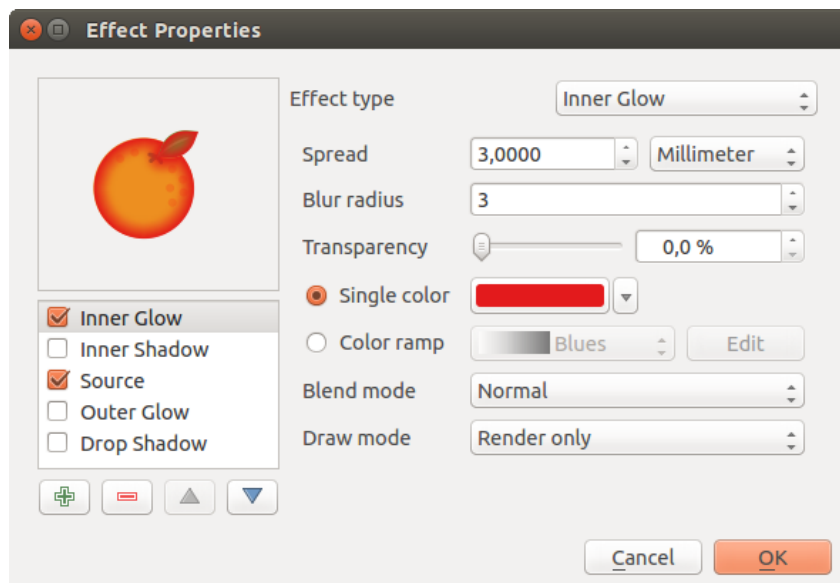 Effect Properties
Effect type Inner Glow
Spread 3,0000 Millimeter
Blur radius 3
Transparency 0,0 %
Single color
Color ramp Blues Edit
Blend mode Normal
Draw mode Render only
Inner Glow
Inner Shadow
Source
Outer Glow
Drop Shadow
Cancel OK